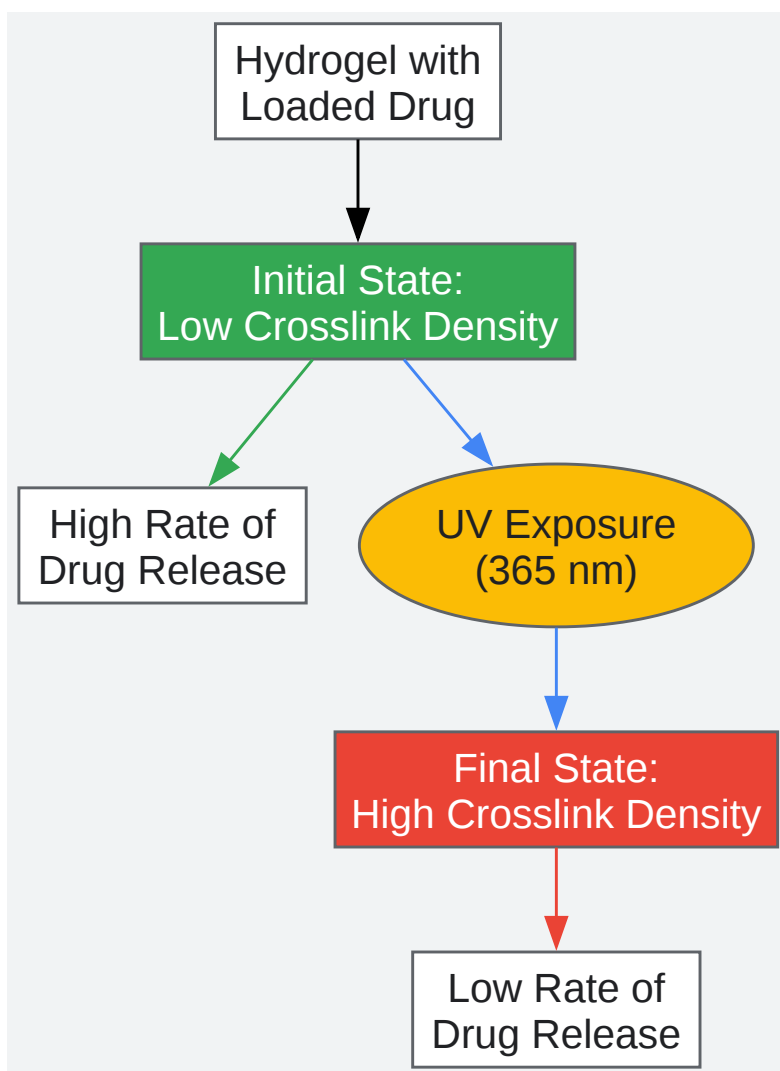 Hydrogel with
Loaded Drug
Initial State:
Low Crosslink Density
High Rate of
Drug Release
UV Exposure
(365 nm)
Final State:
High Crosslink Density
Low Rate of
Drug Release